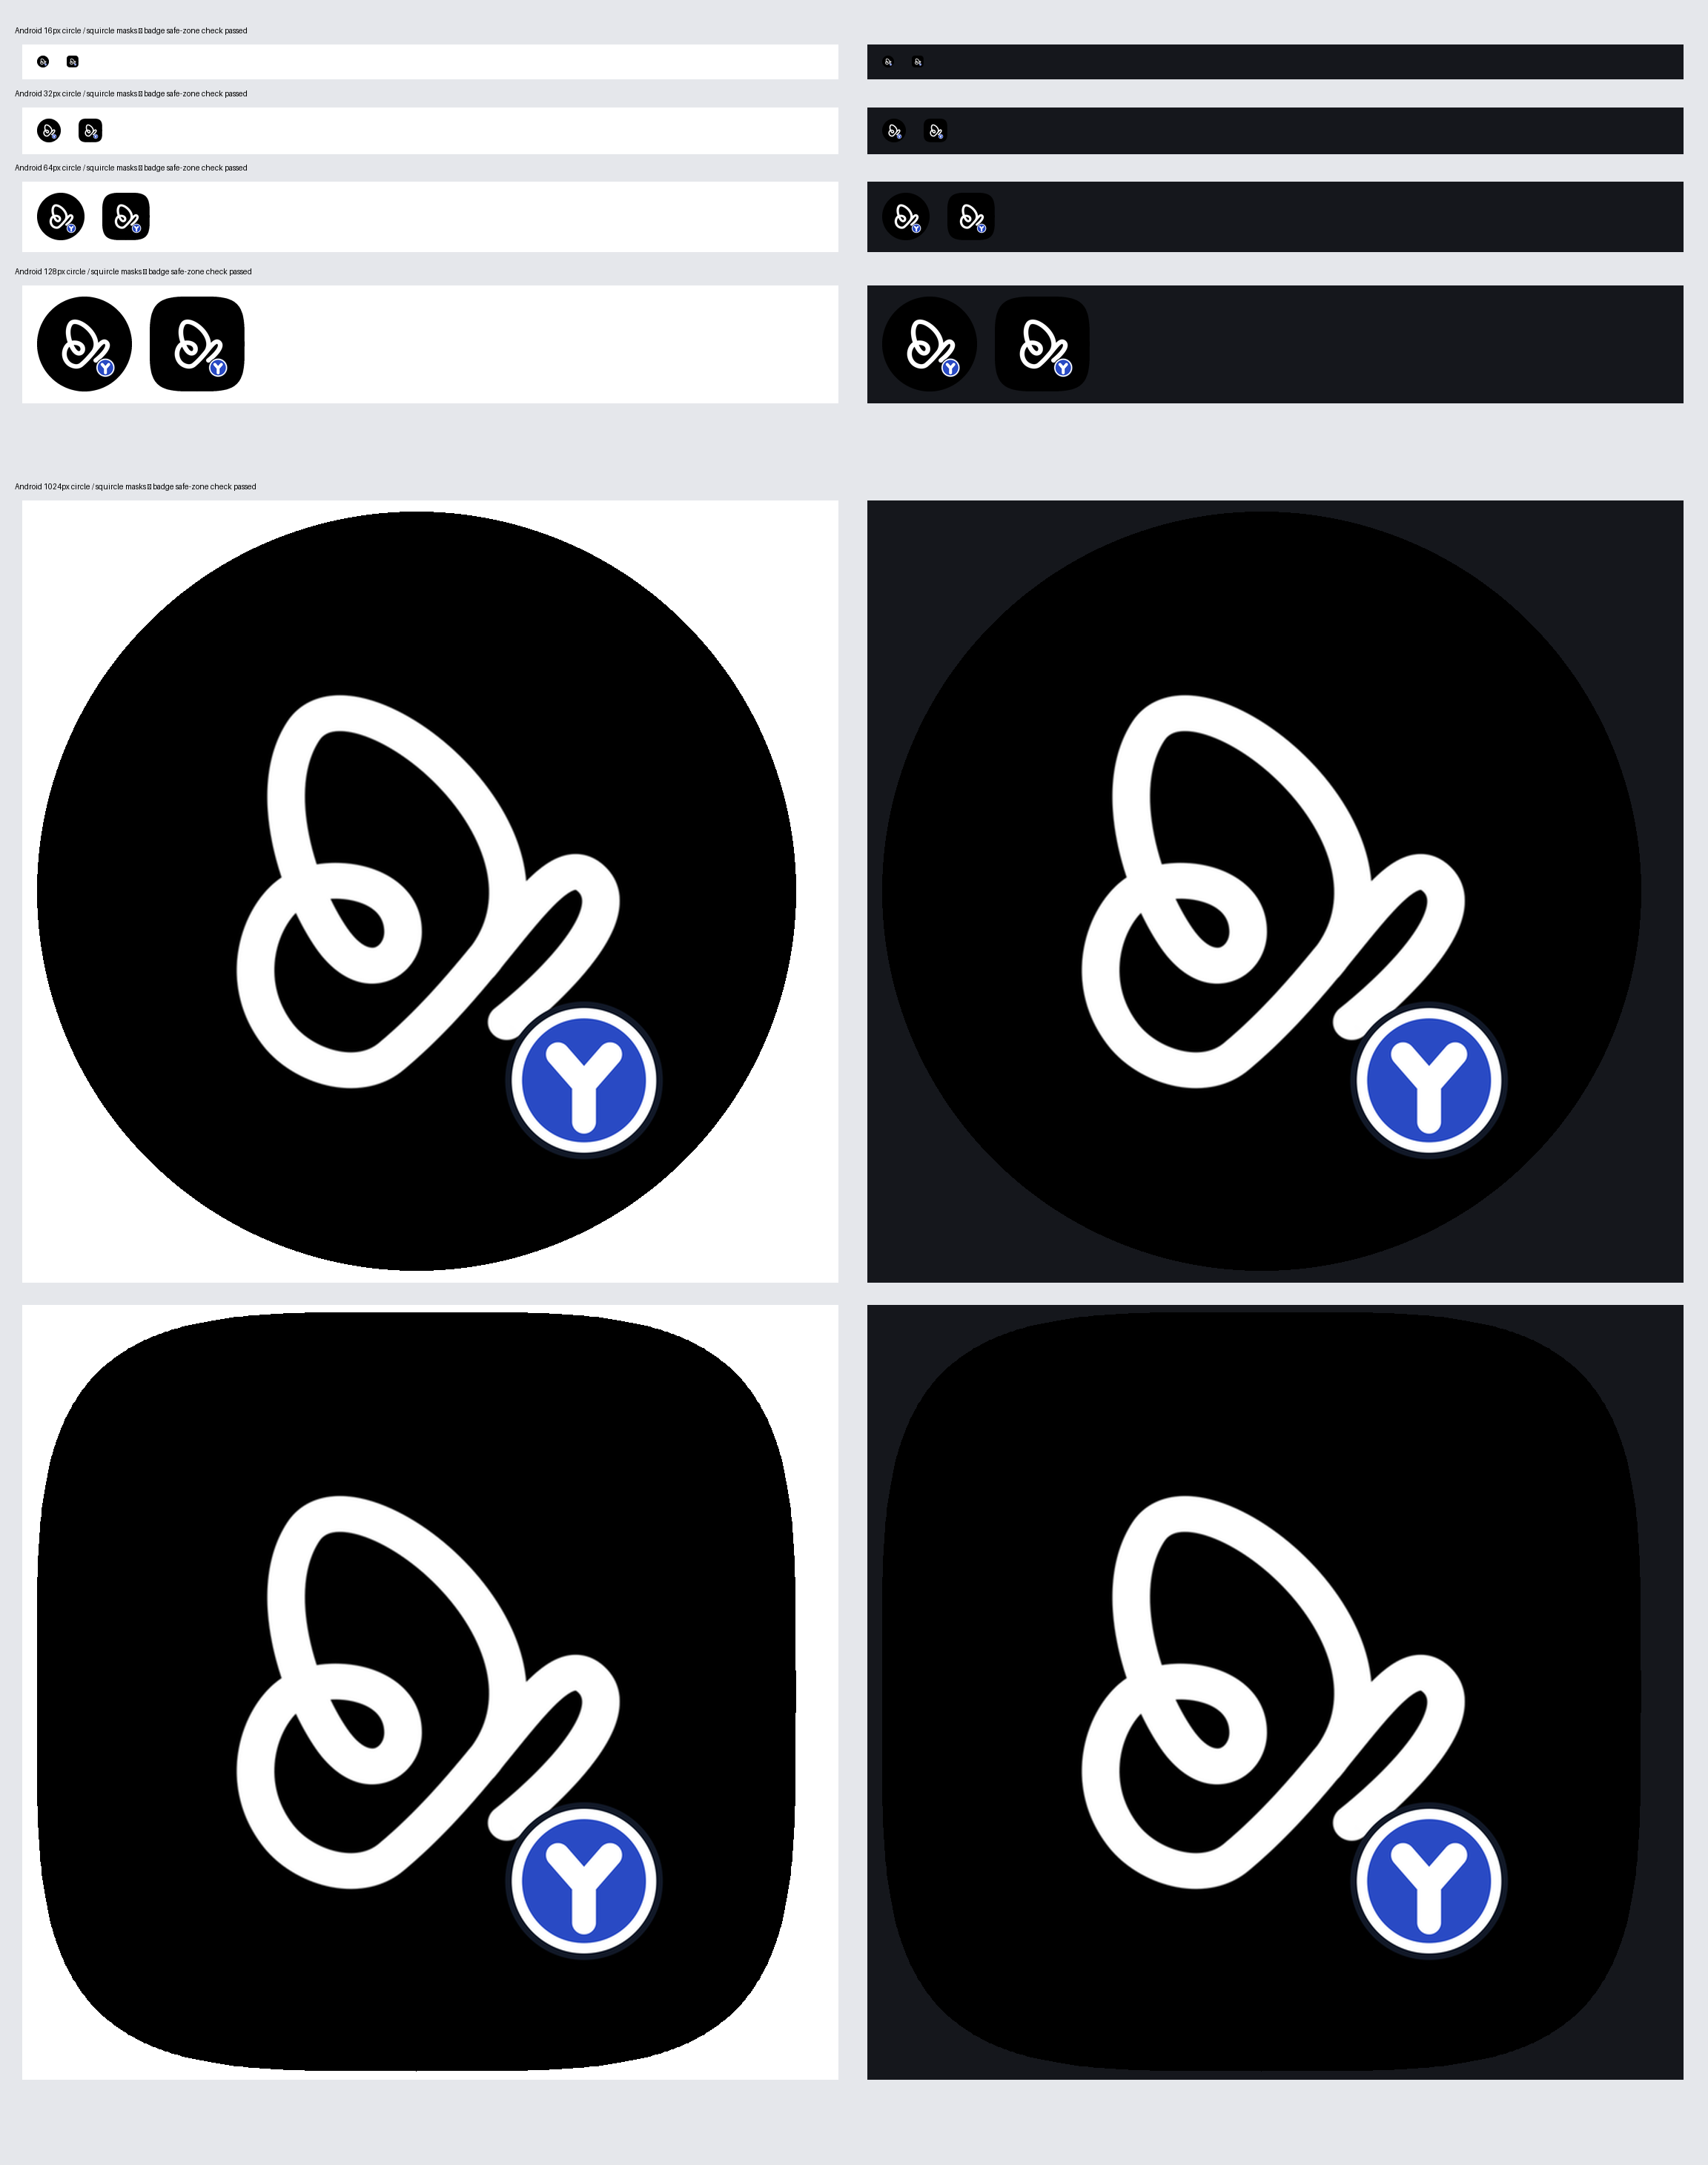 Android 16px circle / squircle masks ▯ badge safe-zone check passed
Android 32px circle / squircle masks ▯ badge safe-zone check passed
Android 64px circle / squircle masks ▯ badge safe-zone check passed
Y Y Y Y
Android 128px circle / squircle masks ▯ badge safe-zone check passed
Y Y Y Y
Android 1024px circle / squircle masks ▯ badge safe-zone check passed
Y Y
Y Y